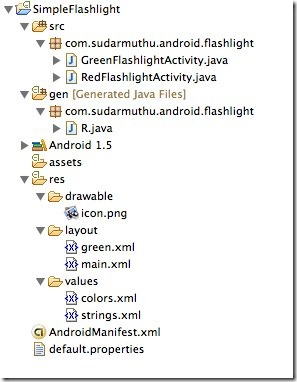 SimpleFlashlight
src
com.sudarmuthu.android.flashlight
GreenFlashlightActivity.java
RedFlashlightActivity.java
gen [Generated Java Files]
com.sudarmuthu.android.flashlight
R.java
Android 1.5
assets
res
drawable
icon.png
layout
green.xml
main.xml
values
colors.xml
strings.xml
AndroidManifest.xml
default.properties